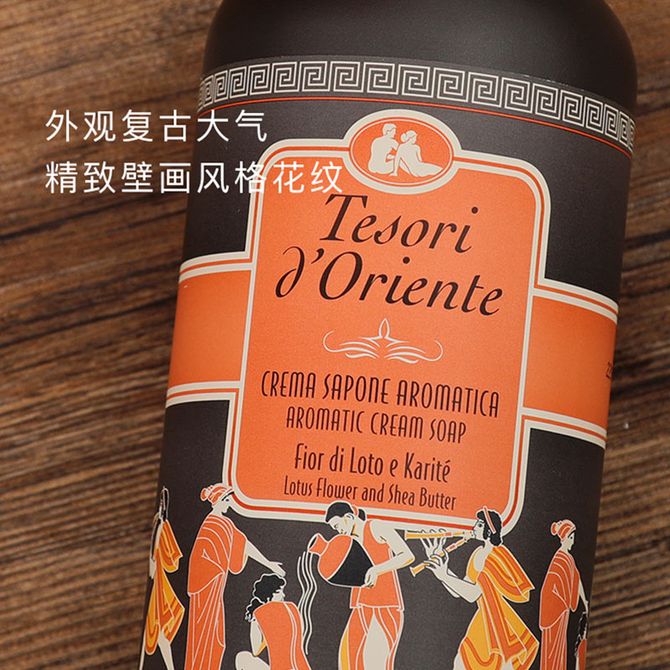 外观复古大气
精致壁画风格花纹
Tesori
d'Oriente
CREMA SAPONE AROMATICA
AROMATIC CREAM SOAP
Fior di Loto e Karité
Lotus Flower and Shea Butter